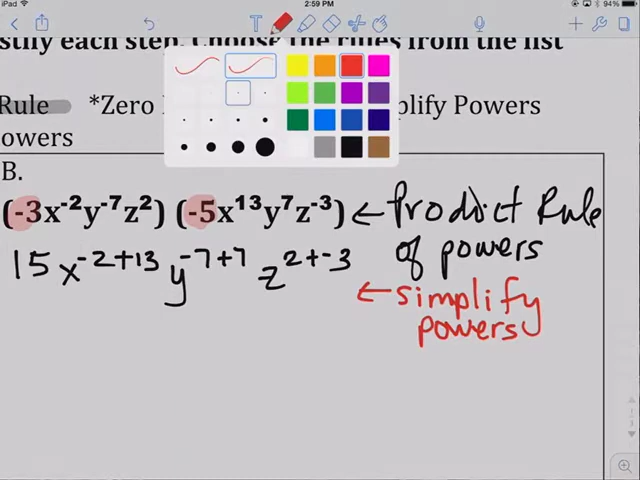 iPad
2:59 PM
94%
T
stify each step. Choose the rules from the list
Rule *Zero plify Powers
owers
B.
(-3x⁻²y⁻⁷z²) (-5x¹³y⁷z⁻³) ← Product Rule
of powers
15x⁻²⁺¹³ y⁻⁷⁺⁷ z²⁺⁻³
← simplify
powers